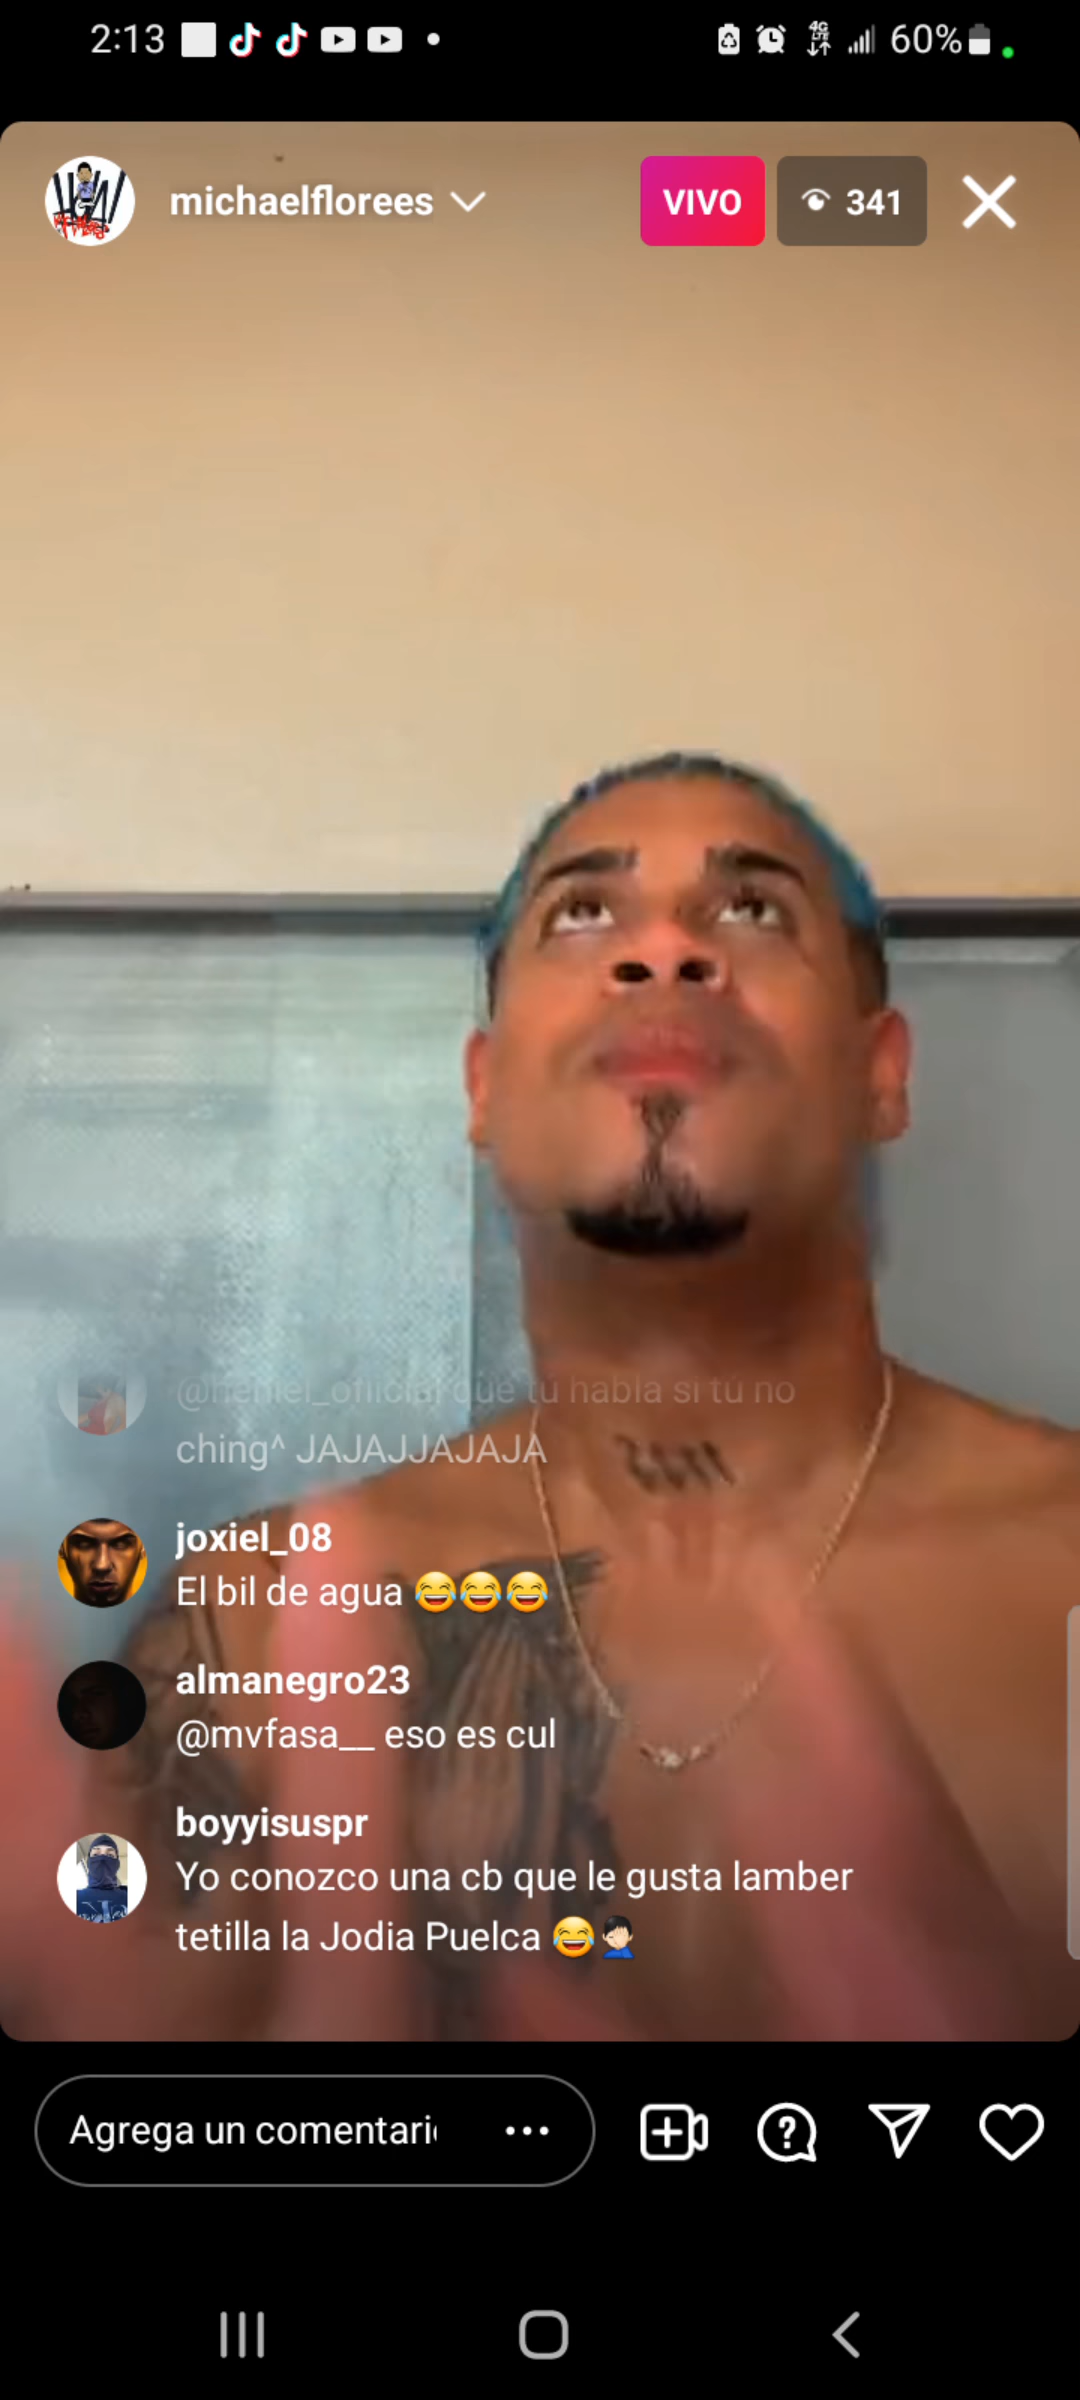 2:13
4G
LTE
60%
michaelflorees
VIVO
341
que tú habla si tú no
ching^ JAJAJJAJAJA
joxiel_08
El bil de agua 😂😂😂
almanegro23
@mvfasa__ eso es cul
boyyisuspr
Yo conozco una cb que le gusta lamber
tetilla la Jodia Puelca 😂🤦🏻‍♂️
Agrega un comentari